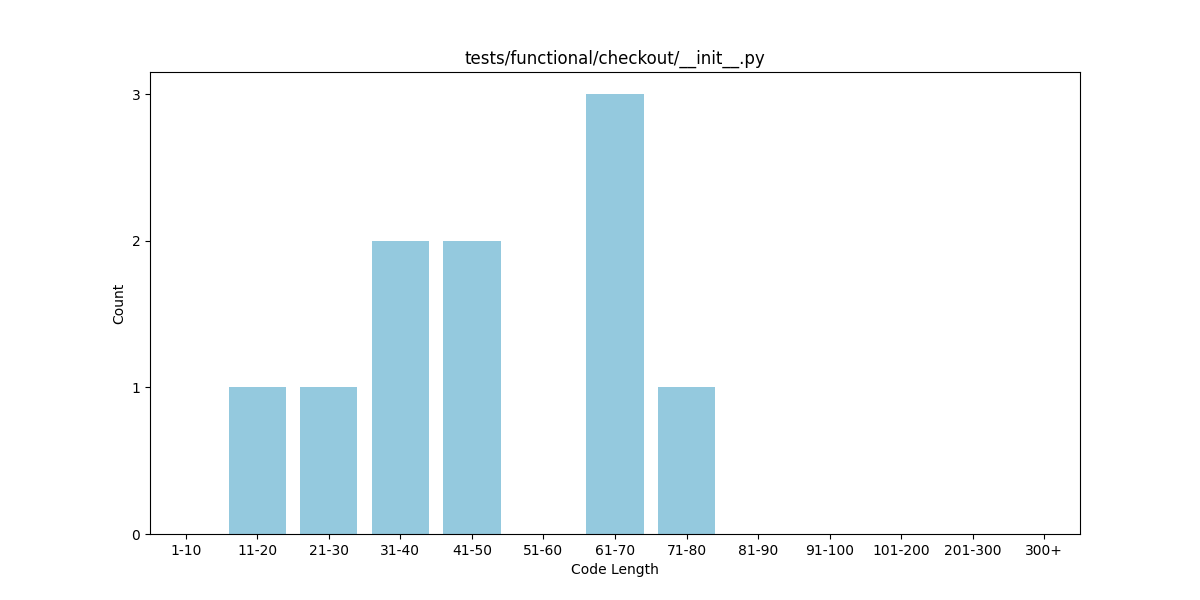 tests/functional/checkout/__init__.py
3
2
1
0
Count
1-10 11-20 21-30 31-40 41-50 51-60 61-70 71-80 81-90 91-100 101-200 201-300 300+
Code Length